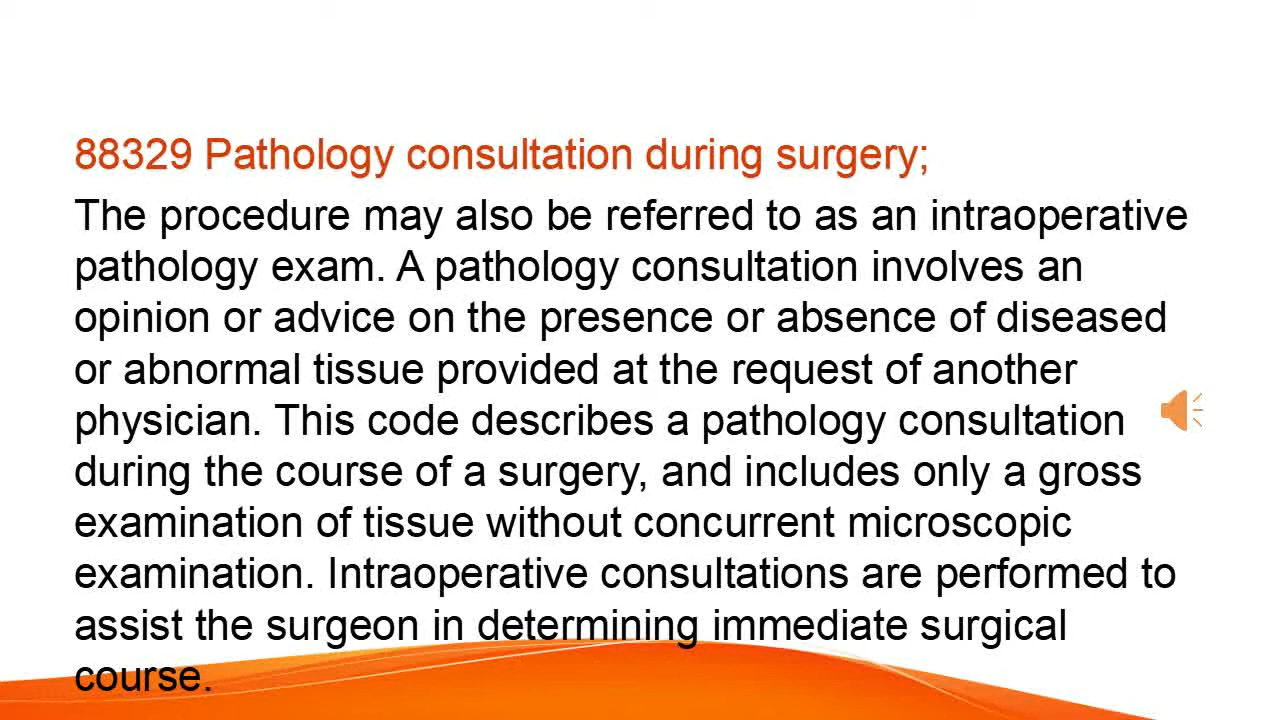 88329 Pathology consultation during surgery;
The procedure may also be referred to as an intraoperative
pathology exam. A pathology consultation involves an
opinion or advice on the presence or absence of diseased
or abnormal tissue provided at the request of another
physician. This code describes a pathology consultation
during the course of a surgery, and includes only a gross
examination of tissue without concurrent microscopic
examination. Intraoperative consultations are performed to
assist the surgeon in determining immediate surgical
course.